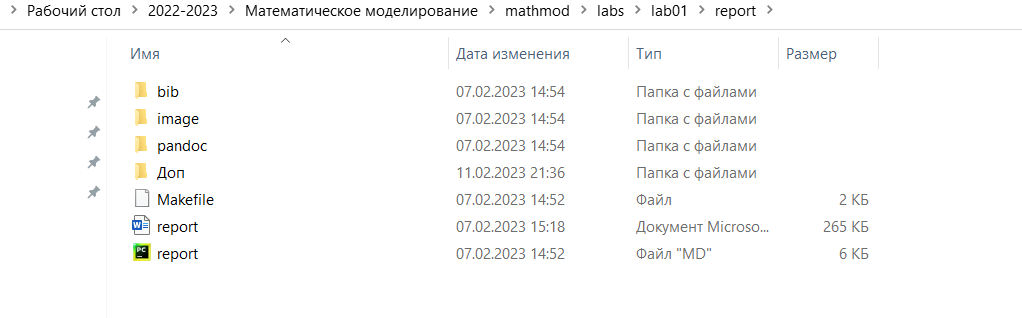 Рабочий стол > 2022-2023 > Математическое моделирование > mathmod > labs > lab01 > report >
Имя Дата изменения Тип Размер
bib 07.02.2023 14:54 Папка с файлами
image 07.02.2023 14:54 Папка с файлами
pandoc 07.02.2023 14:54 Папка с файлами
Доп 11.02.2023 21:36 Папка с файлами
Makefile 07.02.2023 14:52 Файл 2 КБ
report 07.02.2023 15:18 Документ Microso... 265 КБ
report 07.02.2023 14:52 Файл "MD" 6 КБ